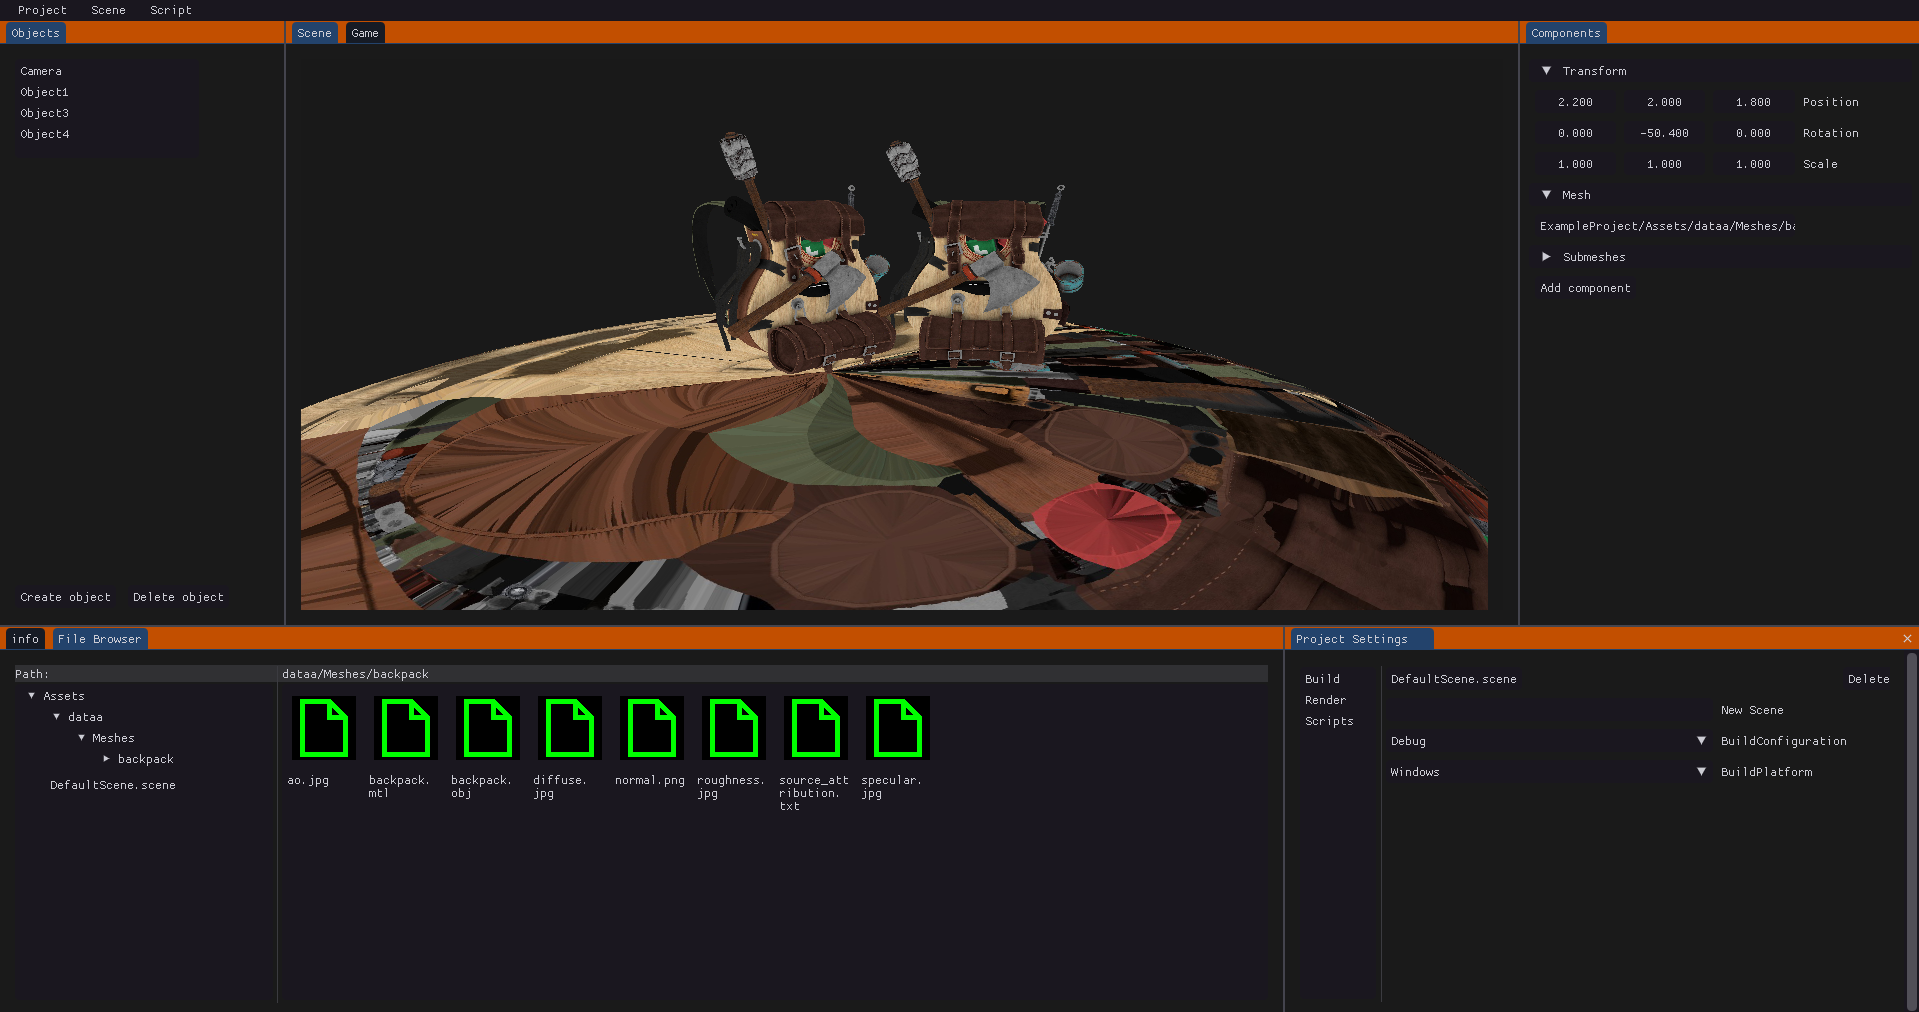 Project Scene Script
Objects
Camera
Object1
Object3
Object4
Create object Delete object
Scene Game
Components
Transform
2.200 2.000 1.800 Position
0.000 -50.400 0.000 Rotation
1.000 1.000 1.000 Scale
Mesh
ExampleProject/Assets/dataa/Meshes/ba
Submeshes
Add component
info File Browser
Path:
Assets
dataa
Meshes
backpack
DefaultScene.scene
dataa/Meshes/backpack
ao.jpg
backpack.
mtl
backpack.
obj
diffuse.
jpg
normal.png
roughness.
jpg
source_att
ribution.
txt
specular.
jpg
Project Settings
Build
Render
Scripts
DefaultScene.scene Delete
New Scene
Debug BuildConfiguration
Windows BuildPlatform